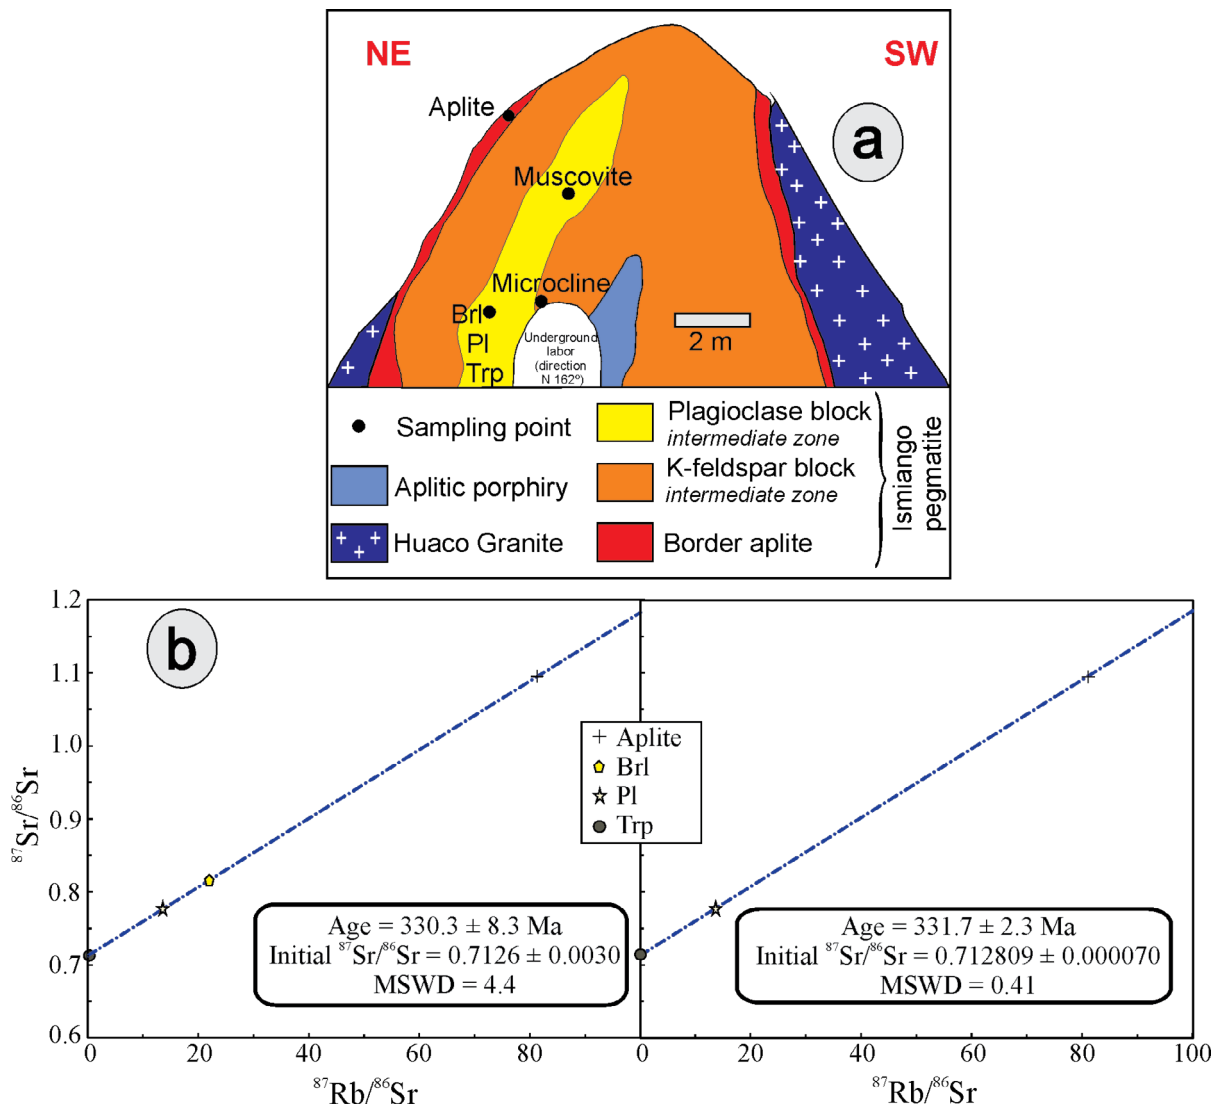 NE
SW
Aplite
a
Muscovite
Microcline
Brl
Pl
Trp
Underground
labor
(direction
N 162º)
2 m
Sampling point
Plagioclase block
intermediate zone
Aplitic porphiry
K-feldspar block
intermediate zone
Huaco Granite
Border aplite
Ismiango
pegmatite
b
1.2
1.1
1.0
0.9
0.8
0.7
0.6
⁸⁷Sr/⁸⁶Sr
Aplite
Brl
Pl
Trp
Age = 330.3 ± 8.3 Ma
Initial ⁸⁷Sr/⁸⁶Sr = 0.7126 ± 0.0030
MSWD = 4.4
Age = 331.7 ± 2.3 Ma
Initial ⁸⁷Sr/⁸⁶Sr = 0.712809 ± 0.000070
MSWD = 0.41
0 20 40 60 80 0 20 40 60 80 100
⁸⁷Rb/⁸⁶Sr
⁸⁷Rb/⁸⁶Sr